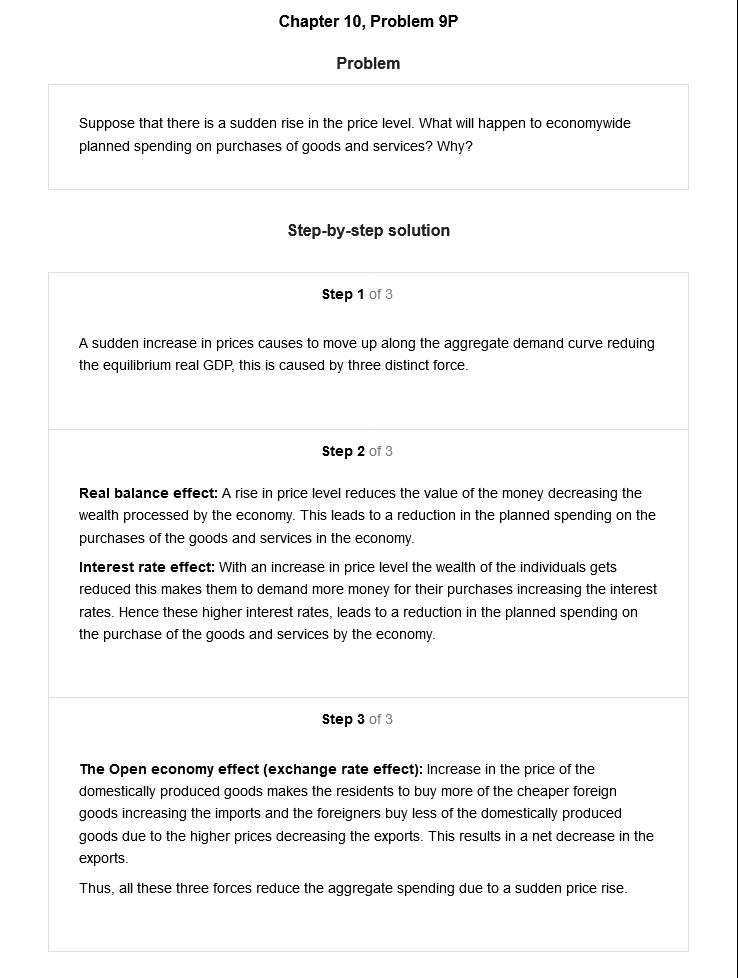 Chapter 10, Problem 9P
Problem
Suppose that there is a sudden rise in the price level. What will happen to economywide
planned spending on purchases of goods and services? Why?
Step-by-step solution
Step 1 of 3
A sudden increase in prices causes to move up along the aggregate demand curve reduing
the equilibrium real GDP, this is caused by three distinct force.
Step 2 of 3
Real balance effect: A rise in price level reduces the value of the money decreasing the
wealth processed by the economy. This leads to a reduction in the planned spending on the
purchases of the goods and services in the economy.
Interest rate effect: With an increase in price level the wealth of the individuals gets
reduced this makes them to demand more money for their purchases increasing the interest
rates. Hence these higher interest rates, leads to a reduction in the planned spending on
the purchase of the goods and services by the economy.
Step 3 of 3
The Open economy effect (exchange rate effect): Increase in the price of the
domestically produced goods makes the residents to buy more of the cheaper foreign
goods increasing the imports and the foreigners buy less of the domestically produced
goods due to the higher prices decreasing the exports. This results in a net decrease in the
exports.
Thus, all these three forces reduce the aggregate spending due to a sudden price rise.